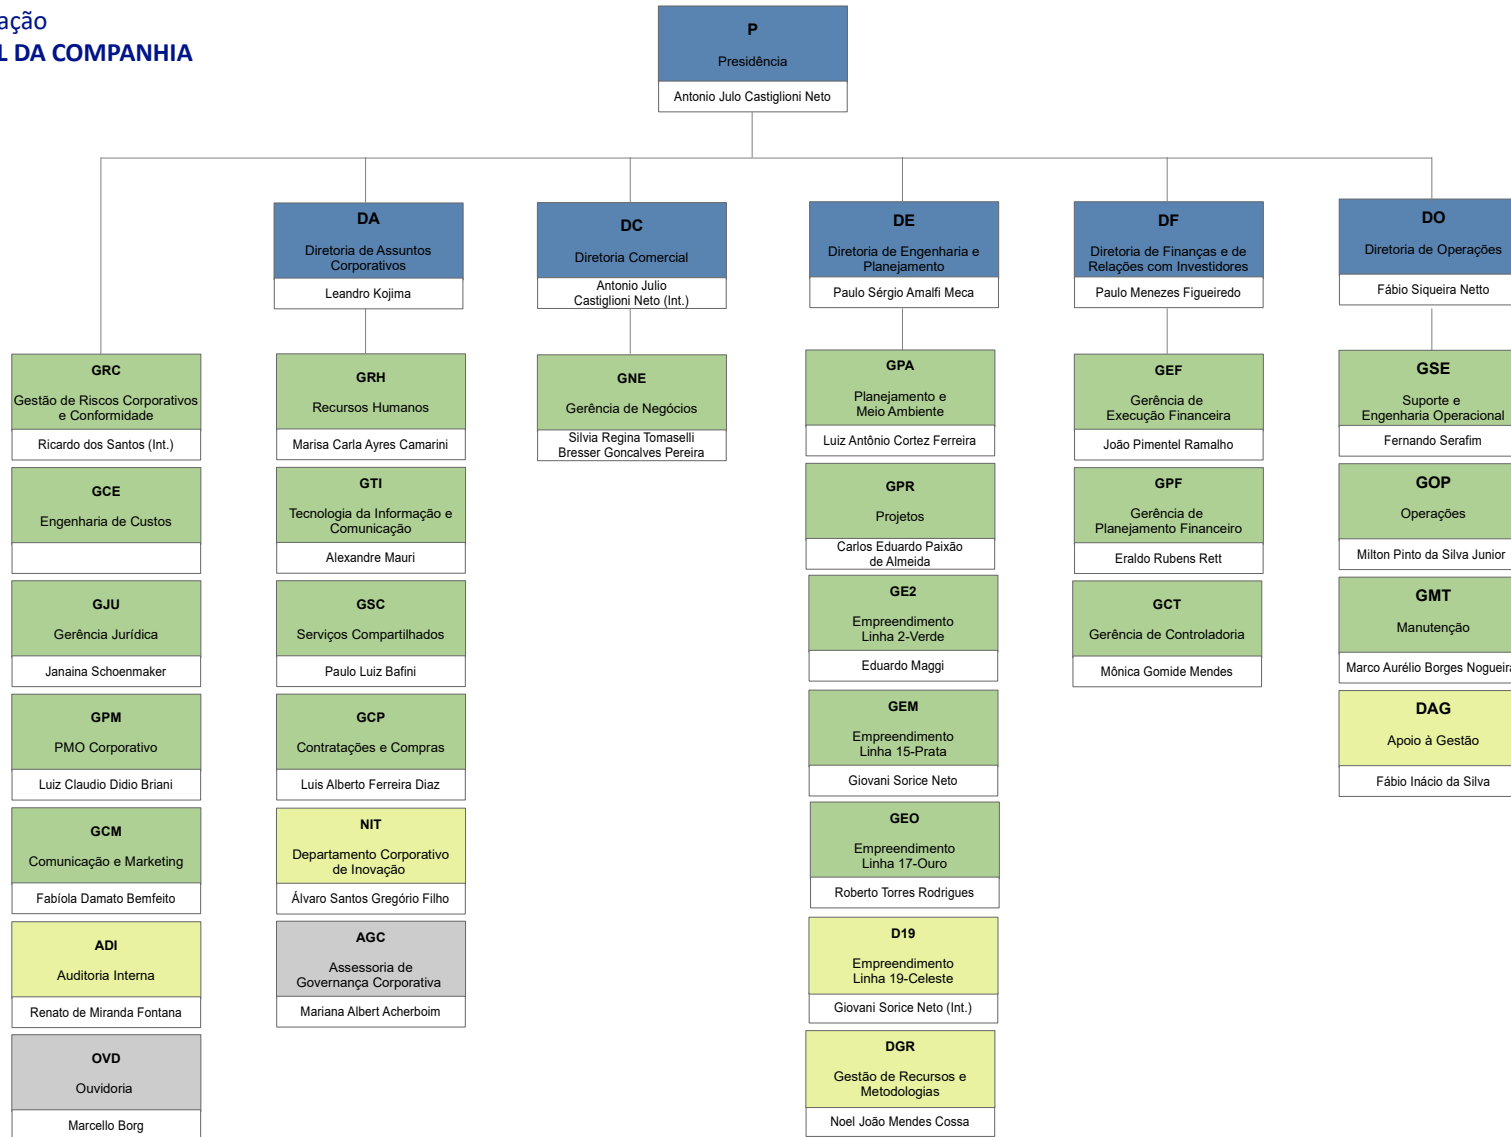 ação
L DA COMPANHIA
P
Presidência
Antonio Julo Castiglioni Neto
DA
Diretoria de Assuntos
Corporativos
Leandro Kojima
DC
Diretoria Comercial
Antonio Julio
Castiglioni Neto (Int.)
DE
Diretoria de Engenharia e
Planejamento
Paulo Sérgio Amalfi Meca
DF
Diretoria de Finanças e de
Relações com Investidores
Paulo Menezes Figueiredo
DO
Diretoria de Operações
Fábio Siqueira Netto
GRC
Gestão de Riscos Corporativos
e Conformidade
Ricardo dos Santos (Int.)
GCE
Engenharia de Custos
GJU
Gerência Jurídica
Janaina Schoenmaker
GPM
PMO Corporativo
Luiz Claudio Didio Briani
GCM
Comunicação e Marketing
Fabíola Damato Bemfeito
ADI
Auditoria Interna
Renato de Miranda Fontana
OVD
Ouvidoria
Marcello Borg
GRH
Recursos Humanos
Marisa Carla Ayres Camarini
GTI
Tecnologia da Informação e
Comunicação
Alexandre Mauri
GSC
Serviços Compartilhados
Paulo Luiz Bafini
GCP
Contratações e Compras
Luis Alberto Ferreira Diaz
NIT
Departamento Corporativo
de Inovação
Álvaro Santos Gregório Filho
AGC
Assessoria de
Governança Corporativa
Mariana Albert Acherboim
GNE
Gerência de Negócios
Silvia Regina Tomaselli
Bresser Goncalves Pereira
GPA
Planejamento e
Meio Ambiente
Luiz Antônio Cortez Ferreira
GPR
Projetos
Carlos Eduardo Paixão
de Almeida
GE2
Empreendimento
Linha 2-Verde
Eduardo Maggi
GEM
Empreendimento
Linha 15-Prata
Giovani Sorice Neto
GEO
Empreendimento
Linha 17-Ouro
Roberto Torres Rodrigues
D19
Empreendimento
Linha 19-Celeste
Giovani Sorice Neto (Int.)
DGR
Gestão de Recursos e
Metodologias
Noel João Mendes Cossa
GEF
Gerência de
Execução Financeira
João Pimentel Ramalho
GPF
Gerência de
Planejamento Financeiro
Eraldo Rubens Rett
GCT
Gerência de Controladoria
Mônica Gomide Mendes
GSE
Suporte e
Engenharia Operacional
Fernando Serafim
GOP
Operações
Milton Pinto da Silva Junior
GMT
Manutenção
Marco Aurélio Borges Nogueira
DAG
Apoio à Gestão
Fábio Inácio da Silva